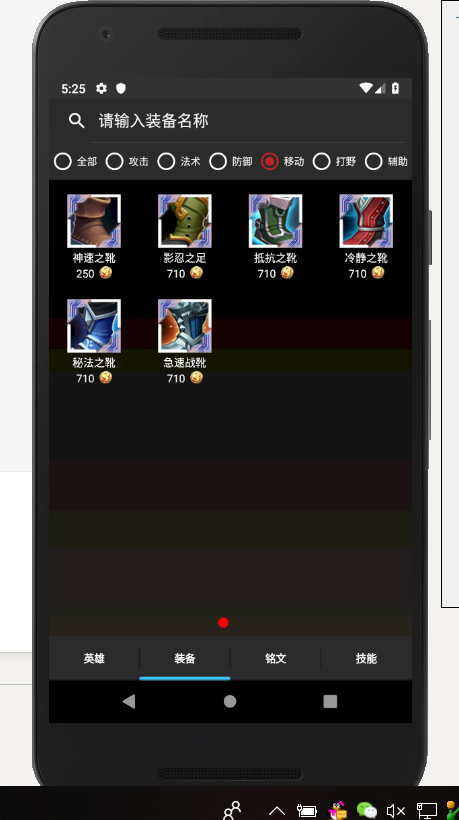 5:25
请输入装备名称
全部 攻击 法术 防御 移动 打野 辅助
神速之靴 影忍之足 抵抗之靴 冷静之靴
250 710 710 710
秘法之靴 急速战靴
710 710
英雄 装备 铭文 技能